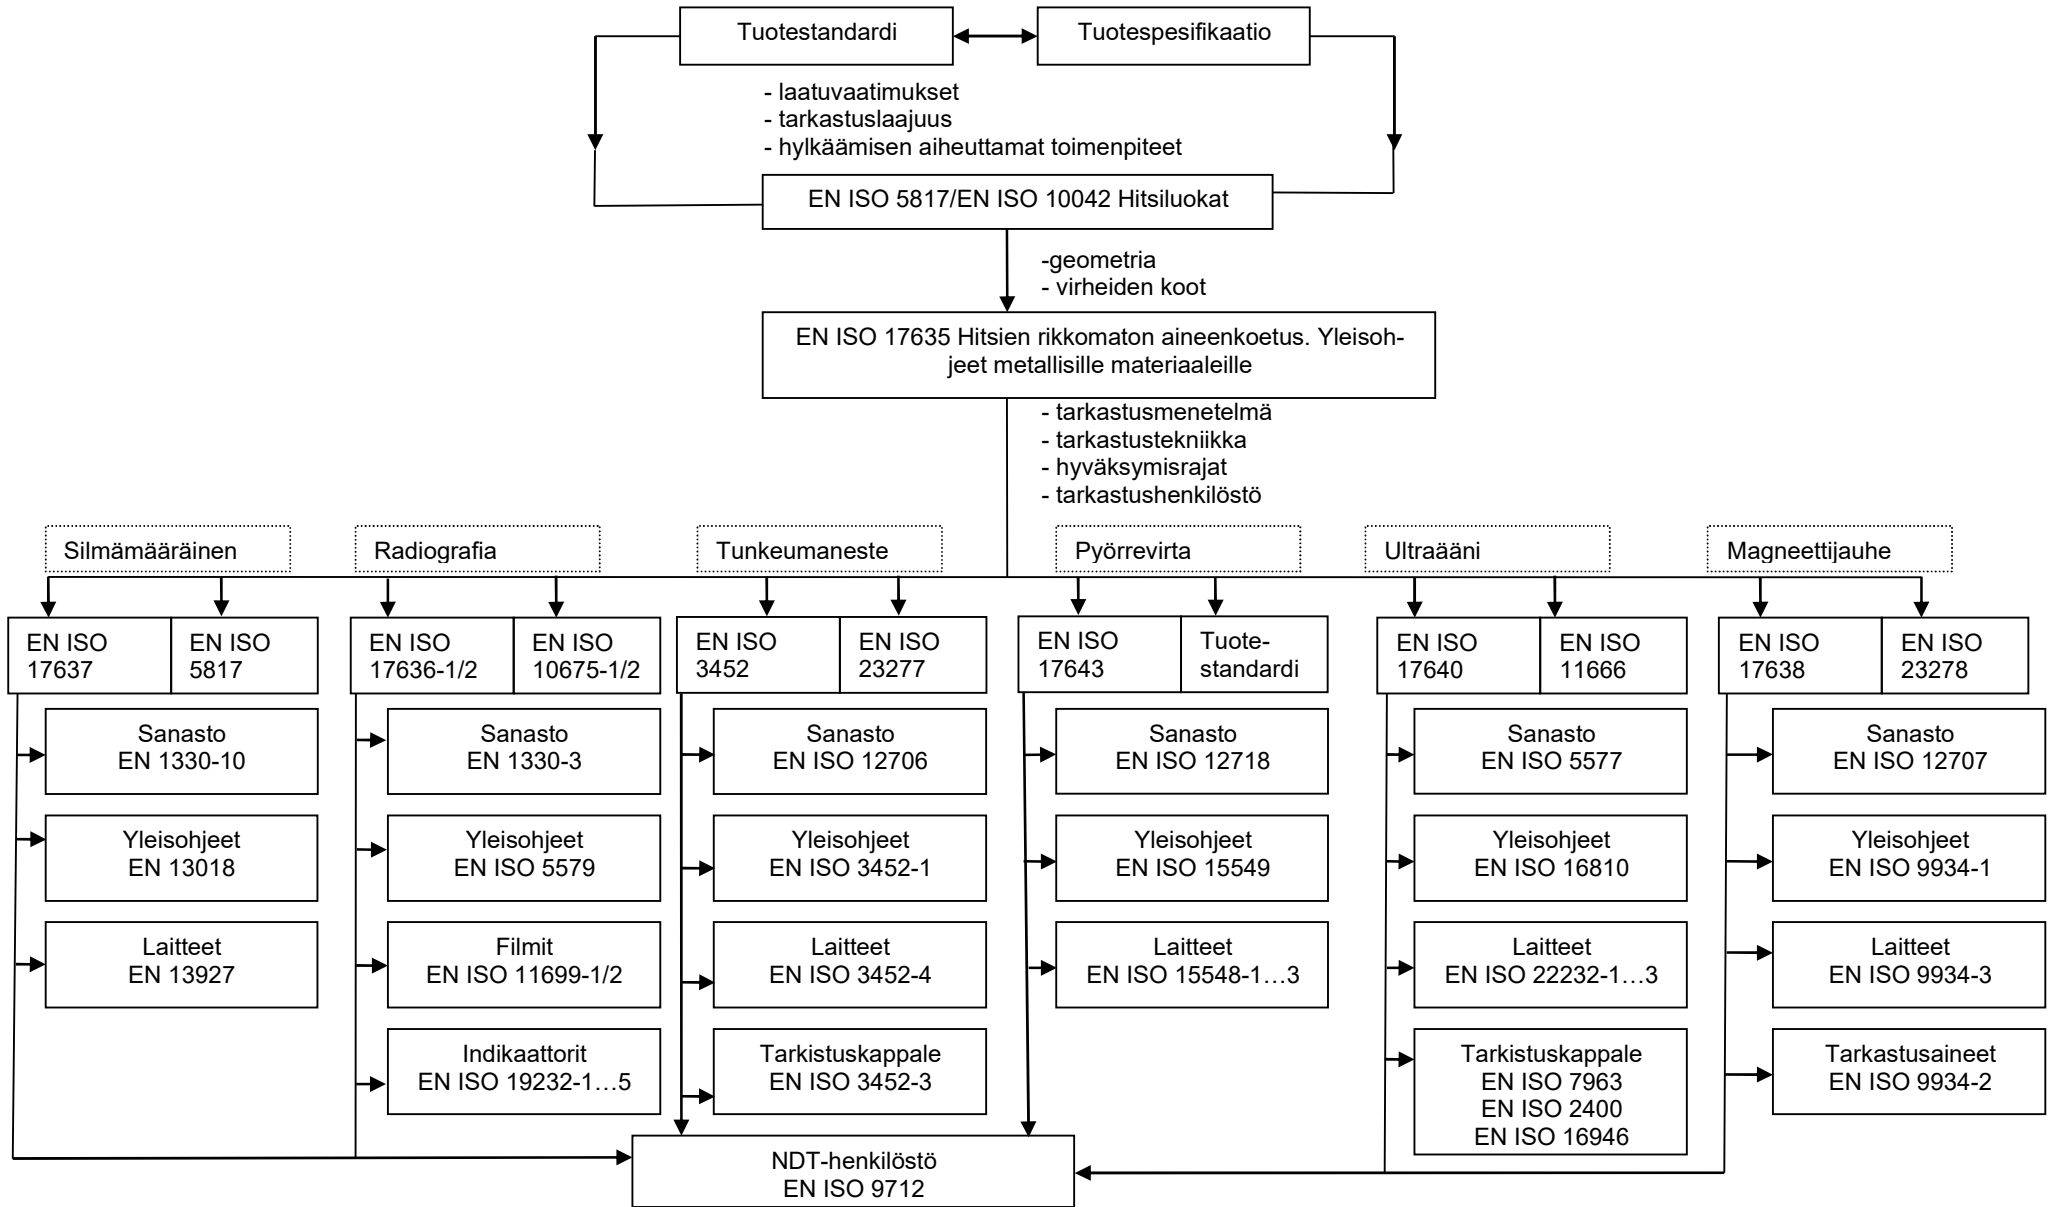 Tuotestandardi
Tuotespesifikaatio
- laatuvaatimukset
- tarkastuslaajuus
- hylkäämisen aiheuttamat toimenpiteet
EN ISO 5817/EN ISO 10042 Hitsiluokat
-geometria
- virheiden koot
EN ISO 17635 Hitsien rikkomaton aineenkoetus. Yleisoh-
jeet metallisille materiaaleille
- tarkastusmenetelmä
- tarkastustekniikka
- hyväksymisrajat
- tarkastushenkilöstö
Silmämääräinen
Radiografia
Tunkeumaneste
Pyörrevirta
Ultraääni
Magneettijauhe
EN ISO
17637
EN ISO
5817
EN ISO
17636-1/2
EN ISO
10675-1/2
EN ISO
3452
EN ISO
23277
EN ISO
17643
Tuote-
standardi
EN ISO
17640
EN ISO
11666
EN ISO
17638
EN ISO
23278
Sanasto
EN 1330-10
Sanasto
EN 1330-3
Sanasto
EN ISO 12706
Sanasto
EN ISO 12718
Sanasto
EN ISO 5577
Sanasto
EN ISO 12707
Yleisohjeet
EN 13018
Yleisohjeet
EN ISO 5579
Yleisohjeet
EN ISO 3452-1
Yleisohjeet
EN ISO 15549
Yleisohjeet
EN ISO 16810
Yleisohjeet
EN ISO 9934-1
Laitteet
EN 13927
Filmit
EN ISO 11699-1/2
Laitteet
EN ISO 3452-4
Laitteet
EN ISO 15548-1…3
Laitteet
EN ISO 22232-1…3
Laitteet
EN ISO 9934-3
Indikaattorit
EN ISO 19232-1…5
Tarkistuskappale
EN ISO 3452-3
Tarkistuskappale
EN ISO 7963
EN ISO 2400
EN ISO 16946
Tarkastusaineet
EN ISO 9934-2
NDT-henkilöstö
EN ISO 9712